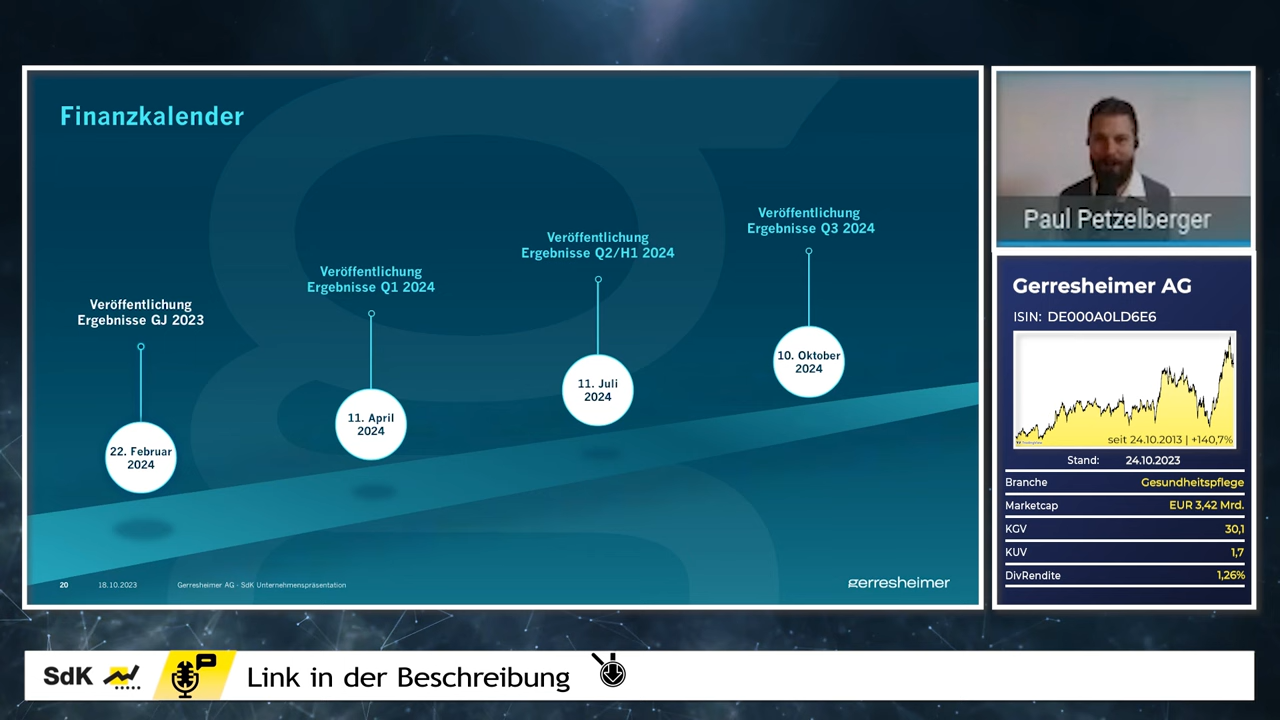 Finanzkalender
Veröffentlichung
Ergebnisse GJ 2023
22. Februar
2024
Veröffentlichung
Ergebnisse Q1 2024
11. April
2024
Veröffentlichung
Ergebnisse Q2/H1 2024
11. Juli
2024
Veröffentlichung
Ergebnisse Q3 2024
10. Oktober
2024
20 18.10.2023 Gerresheimer AG - SdK Unternehmenspräsentation
gerresheimer
Paul Petzelberger
Gerresheimer AG
ISIN: DE000A0LD6E6
seit 24.10.2013 | +140,7%
Stand: 24.10.2023
Branche Gesundheitspflege
Marketcap EUR 3,42 Mrd.
KGV 30,1
KUV 1,7
DivRendite 1,26%
SdK Link in der Beschreibung